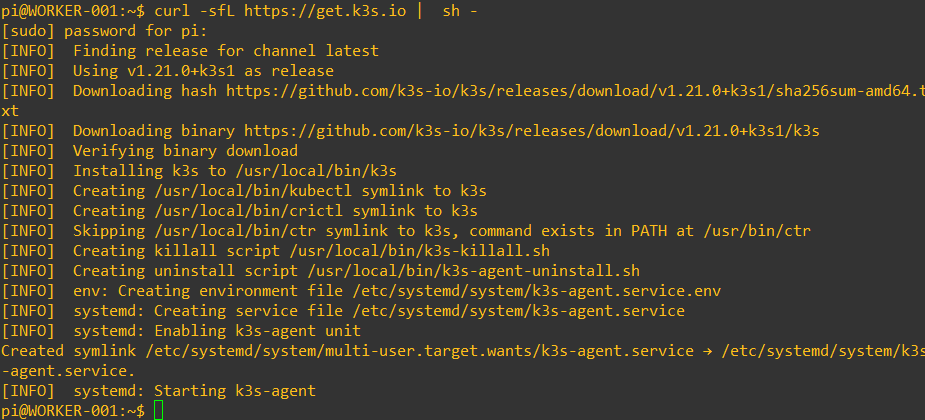 pi@WORKER-001:~$ curl -sfL https://get.k3s.io |  sh -
[sudo] password for pi:
[INFO]  Finding release for channel latest
[INFO]  Using v1.21.0+k3s1 as release
[INFO]  Downloading hash https://github.com/k3s-io/k3s/releases/download/v1.21.0+k3s1/sha256sum-amd64.t
xt
[INFO]  Downloading binary https://github.com/k3s-io/k3s/releases/download/v1.21.0+k3s1/k3s
[INFO]  Verifying binary download
[INFO]  Installing k3s to /usr/local/bin/k3s
[INFO]  Creating /usr/local/bin/kubectl symlink to k3s
[INFO]  Creating /usr/local/bin/crictl symlink to k3s
[INFO]  Skipping /usr/local/bin/ctr symlink to k3s, command exists in PATH at /usr/bin/ctr
[INFO]  Creating killall script /usr/local/bin/k3s-killall.sh
[INFO]  Creating uninstall script /usr/local/bin/k3s-agent-uninstall.sh
[INFO]  env: Creating environment file /etc/systemd/system/k3s-agent.service.env
[INFO]  systemd: Creating service file /etc/systemd/system/k3s-agent.service
[INFO]  systemd: Enabling k3s-agent unit
Created symlink /etc/systemd/system/multi-user.target.wants/k3s-agent.service → /etc/systemd/system/k3s
-agent.service.
[INFO]  systemd: Starting k3s-agent
pi@WORKER-001:~$